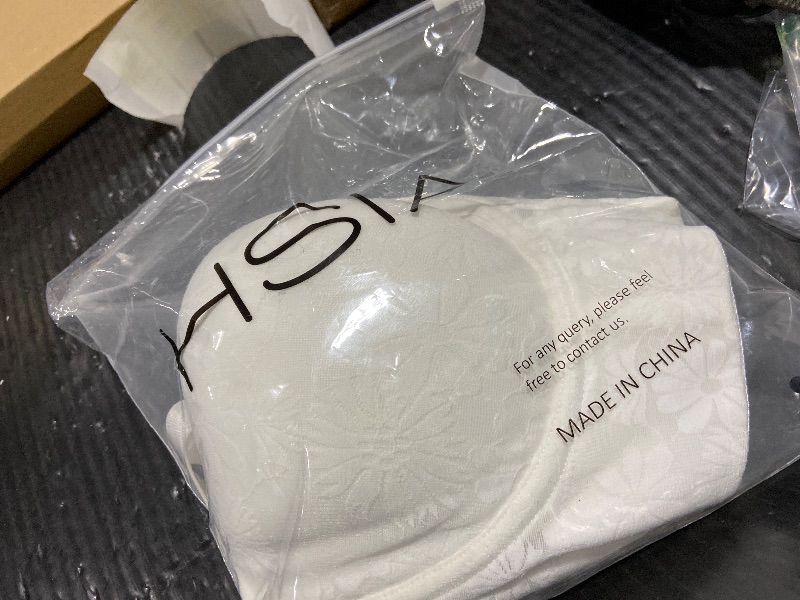 HSIA
For any query, please feel
free to contact us.
MADE IN CHINA